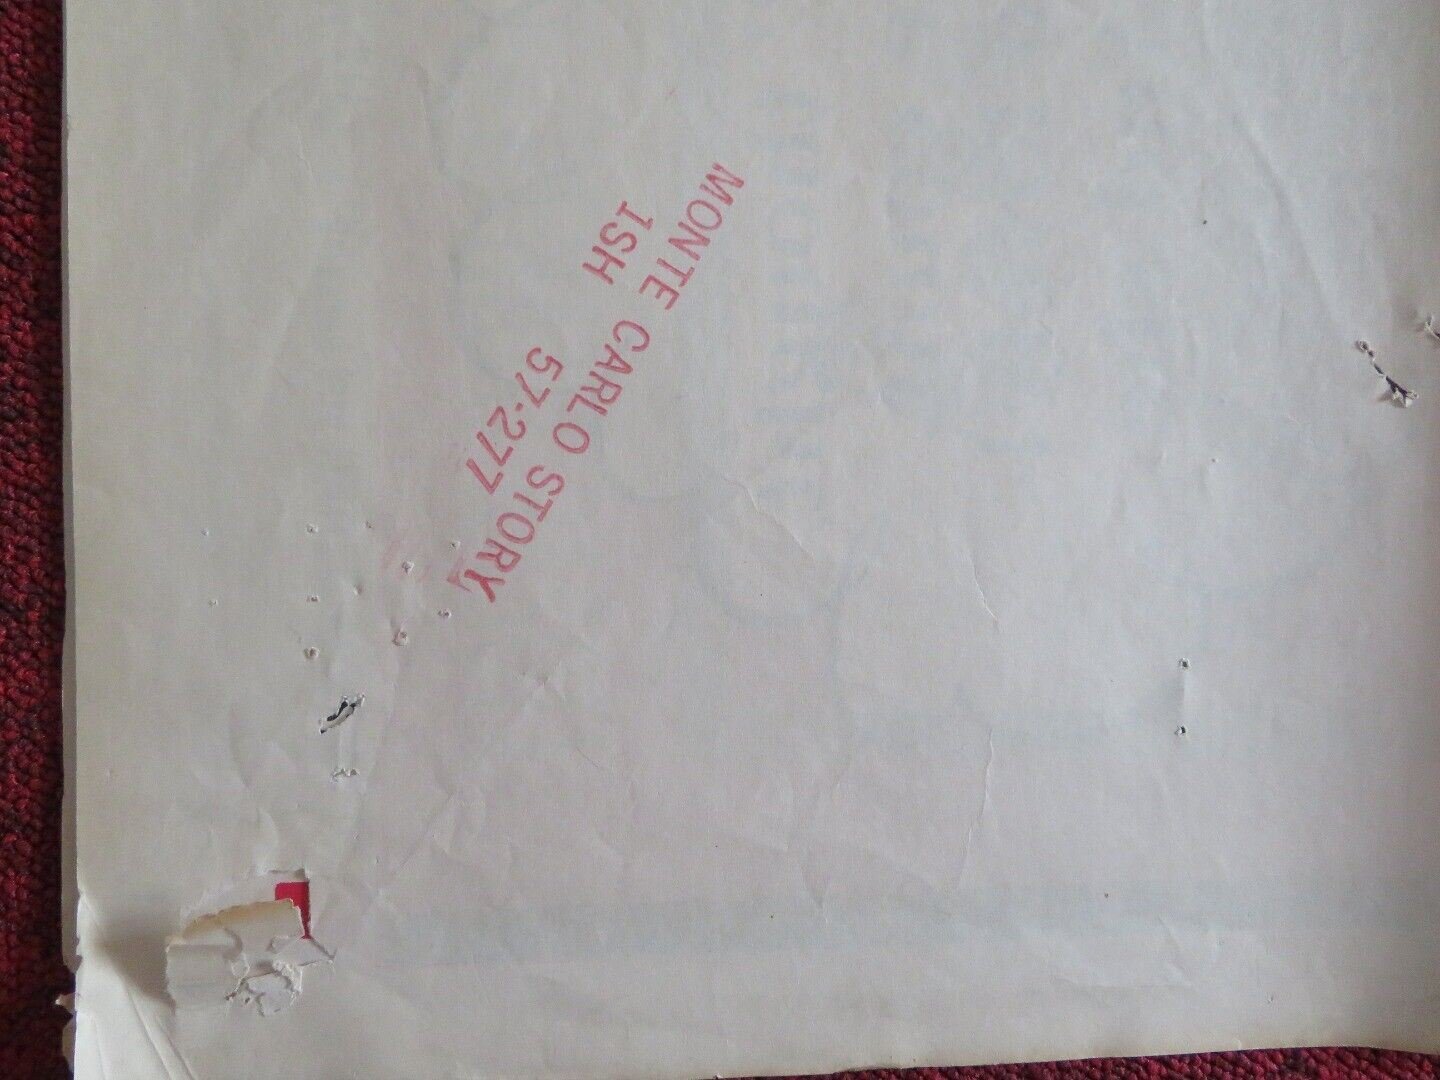 MONTE CARLO STORY
1SH
57-277